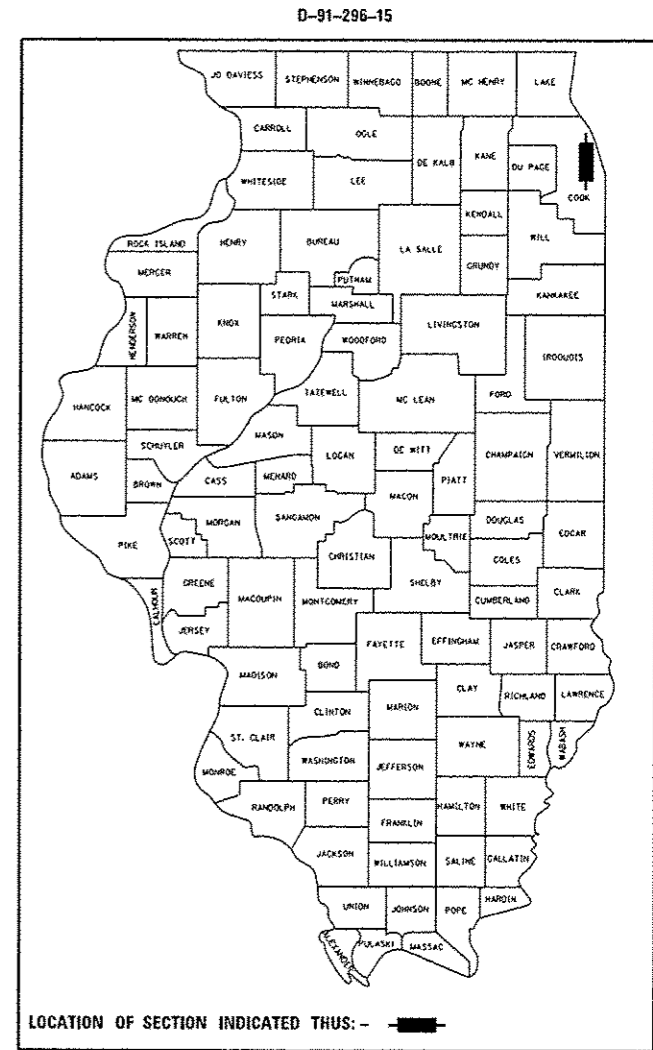 D-91-296-15
JO DAVIESS
STEPHENSON
WINNEBAGO
BOONE
MC HENRY
LAKE
CARROLL
OGLE
DE KALB
KANE
DU PAGE
COOK
WHITESIDE
LEE
KENDALL
WILL
ROCK ISLAND
HENRY
BUREAU
LA SALLE
GRUNDY
MERCER
PUTNAM
STARK
MARSHALL
KANKAKEE
HENDERSON
WARREN
KNOX
PEORIA
WOODFORD
LIVINGSTON
IROQUOIS
HANCOCK
MC DONOUGH
FULTON
TAZEWELL
MC LEAN
FORD
SCHUYLER
MASON
LOGAN
DE WITT
CHAMPAIGN
VERMILION
ADAMS
BROWN
CASS
MENARD
MACON
PIATT
PIKE
SCOTT
MORGAN
SANGAMON
CHRISTIAN
MOULTRIE
DOUGLAS
EDGAR
COLES
CALHOUN
GREENE
MACOUPIN
MONTGOMERY
SHELBY
CUMBERLAND
CLARK
JERSEY
FAYETTE
EFFINGHAM
JASPER
CRAWFORD
MADISON
BOND
CLAY
RICHLAND
LAWRENCE
CLINTON
MARION
ST. CLAIR
WASHINGTON
JEFFERSON
WAYNE
EDWARDS
WABASH
MONROE
RANDOLPH
PERRY
FRANKLIN
HAMILTON
WHITE
JACKSON
WILLIAMSON
SALINE
GALLATIN
UNION
JOHNSON
POPE
HARDIN
ALEXANDER
PULASKI
MASSAC
LOCATION OF SECTION INDICATED THUS: -